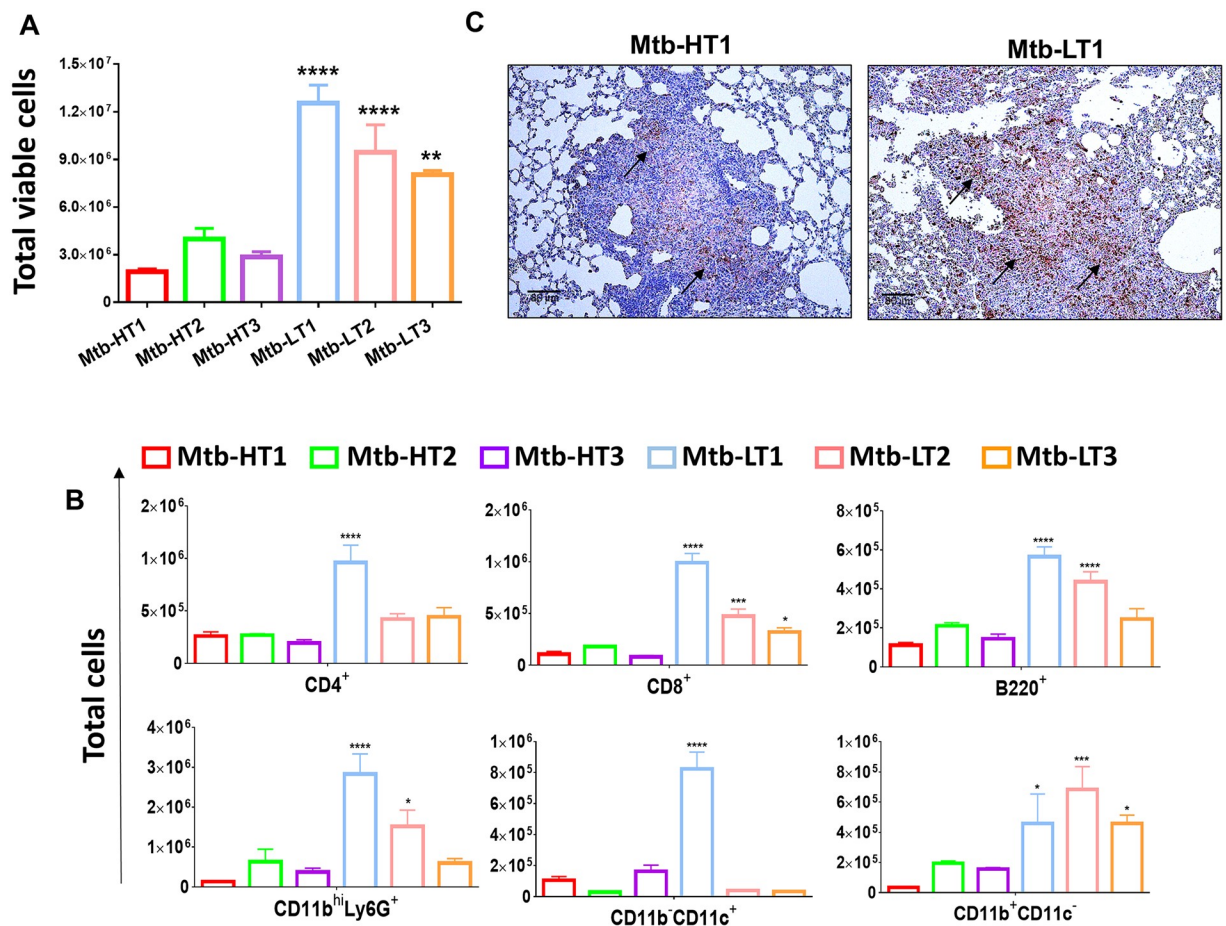 A
Total viable cells
1.5×10⁷
1.2×10⁷
9.0×10⁶
6.0×10⁶
3.0×10⁶
0
****
****
**
Mtb-HT1
Mtb-HT2
Mtb-HT3
Mtb-LT1
Mtb-LT2
Mtb-LT3
C
Mtb-HT1
Mtb-LT1
Mtb-HT1 Mtb-HT2 Mtb-HT3 Mtb-LT1 Mtb-LT2 Mtb-LT3
B
Total cells
2×10⁶
1×10⁶
5×10⁵
0
****
CD4⁺
2×10⁶
1×10⁶
5×10⁵
0
****
***
*
CD8⁺
8×10⁵
6×10⁵
4×10⁵
2×10⁵
0
****
****
B220⁺
4×10⁶
3×10⁶
2×10⁶
1×10⁶
0
****
*
CD11bʰⁱLy6G⁺
1×10⁶
8×10⁵
6×10⁵
4×10⁵
2×10⁵
0
****
CD11b⁻CD11c⁺
1×10⁶
8×10⁵
6×10⁵
4×10⁵
2×10⁵
0
*
***
*
CD11b⁺CD11c⁻